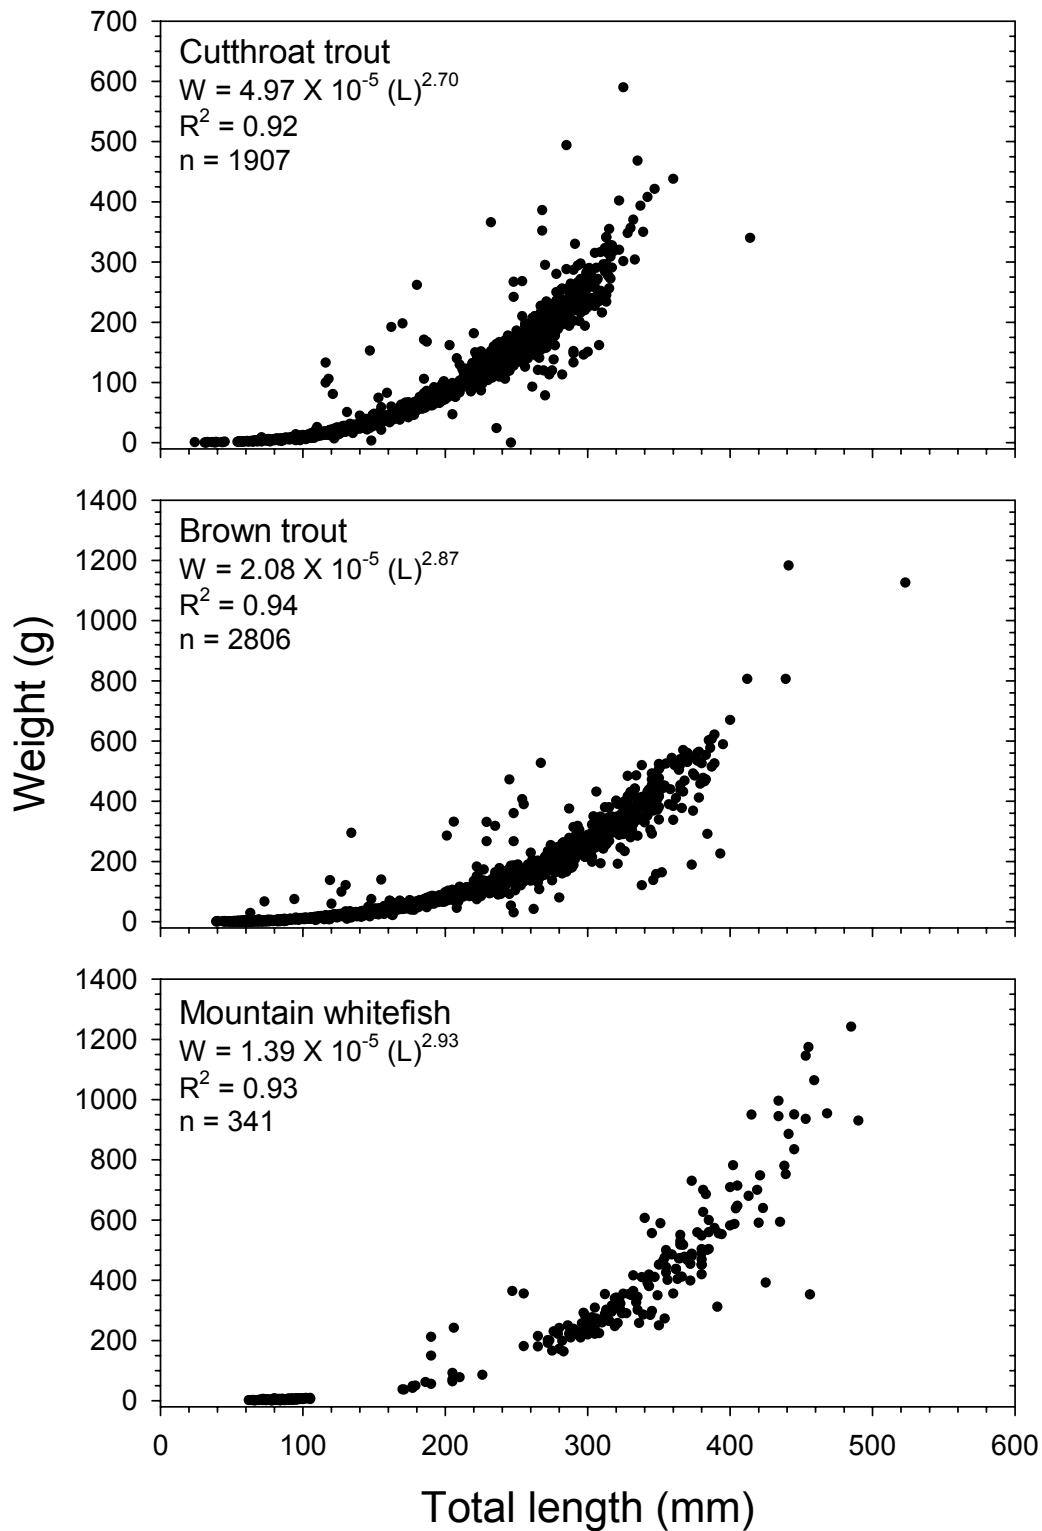 700
600
500
400
300
200
100
0
Cutthroat trout
W = 4.97 X 10⁻⁵ (L)²·⁷⁰
R² = 0.92
n = 1907
1400
1200
1000
800
600
400
200
0
Brown trout
W = 2.08 X 10⁻⁵ (L)²·⁸⁷
R² = 0.94
n = 2806
Weight (g)
1400
1200
1000
800
600
400
200
0
Mountain whitefish
W = 1.39 X 10⁻⁵ (L)²·⁹³
R² = 0.93
n = 341
0 100 200 300 400 500 600
Total length (mm)